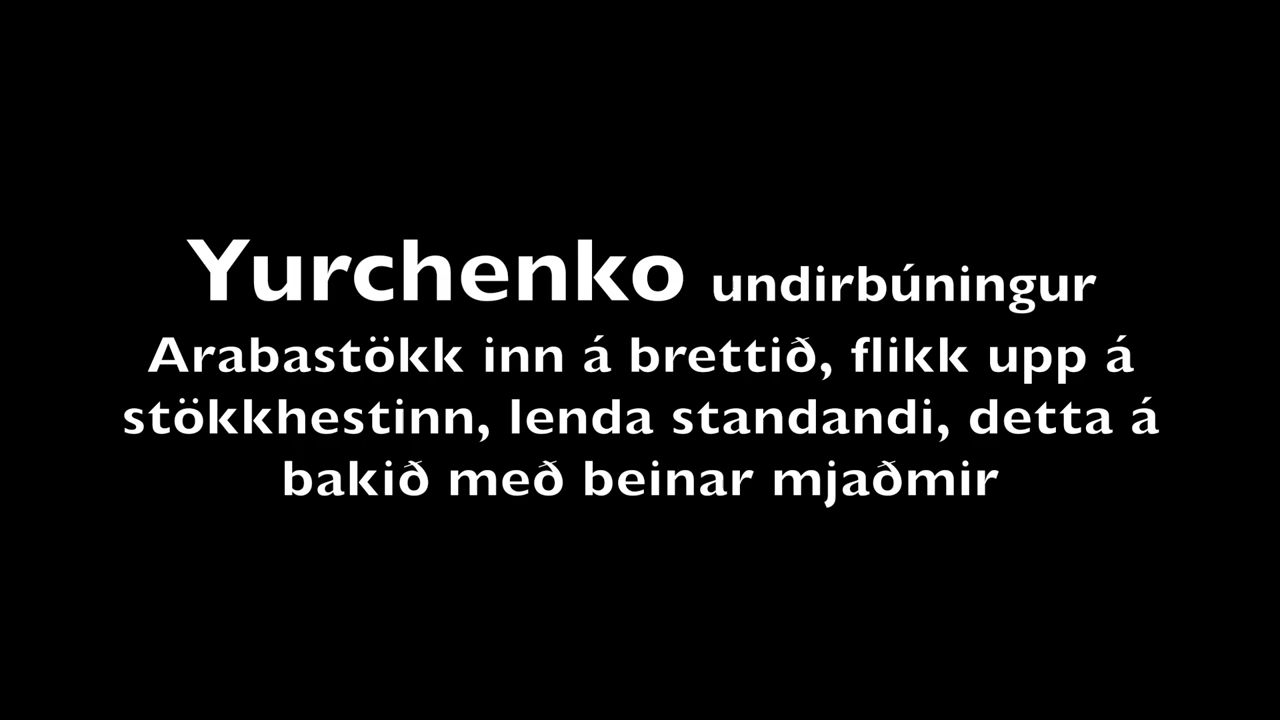 Yurchenko undirbúningur
Arabastökk inn á brettið, flikk upp á
stökkhestinn, lenda standandi, detta á
bakið með beinar mjaðmir